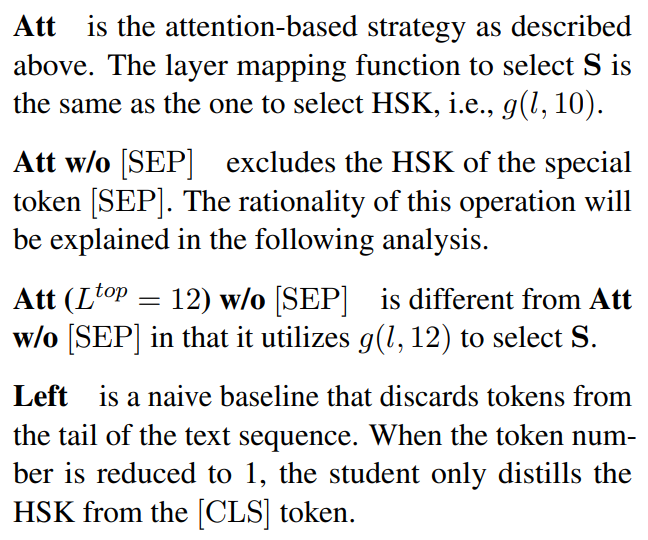 Att is the attention-based strategy as described
above. The layer mapping function to select S is
the same as the one to select HSK, i.e., g(l, 10).
Att w/o [SEP] excludes the HSK of the special
token [SEP]. The rationality of this operation will
be explained in the following analysis.
Att (L^{top} = 12) w/o [SEP] is different from Att
w/o [SEP] in that it utilizes g(l, 12) to select S.
Left is a naive baseline that discards tokens from
the tail of the text sequence. When the token num-
ber is reduced to 1, the student only distills the
HSK from the [CLS] token.